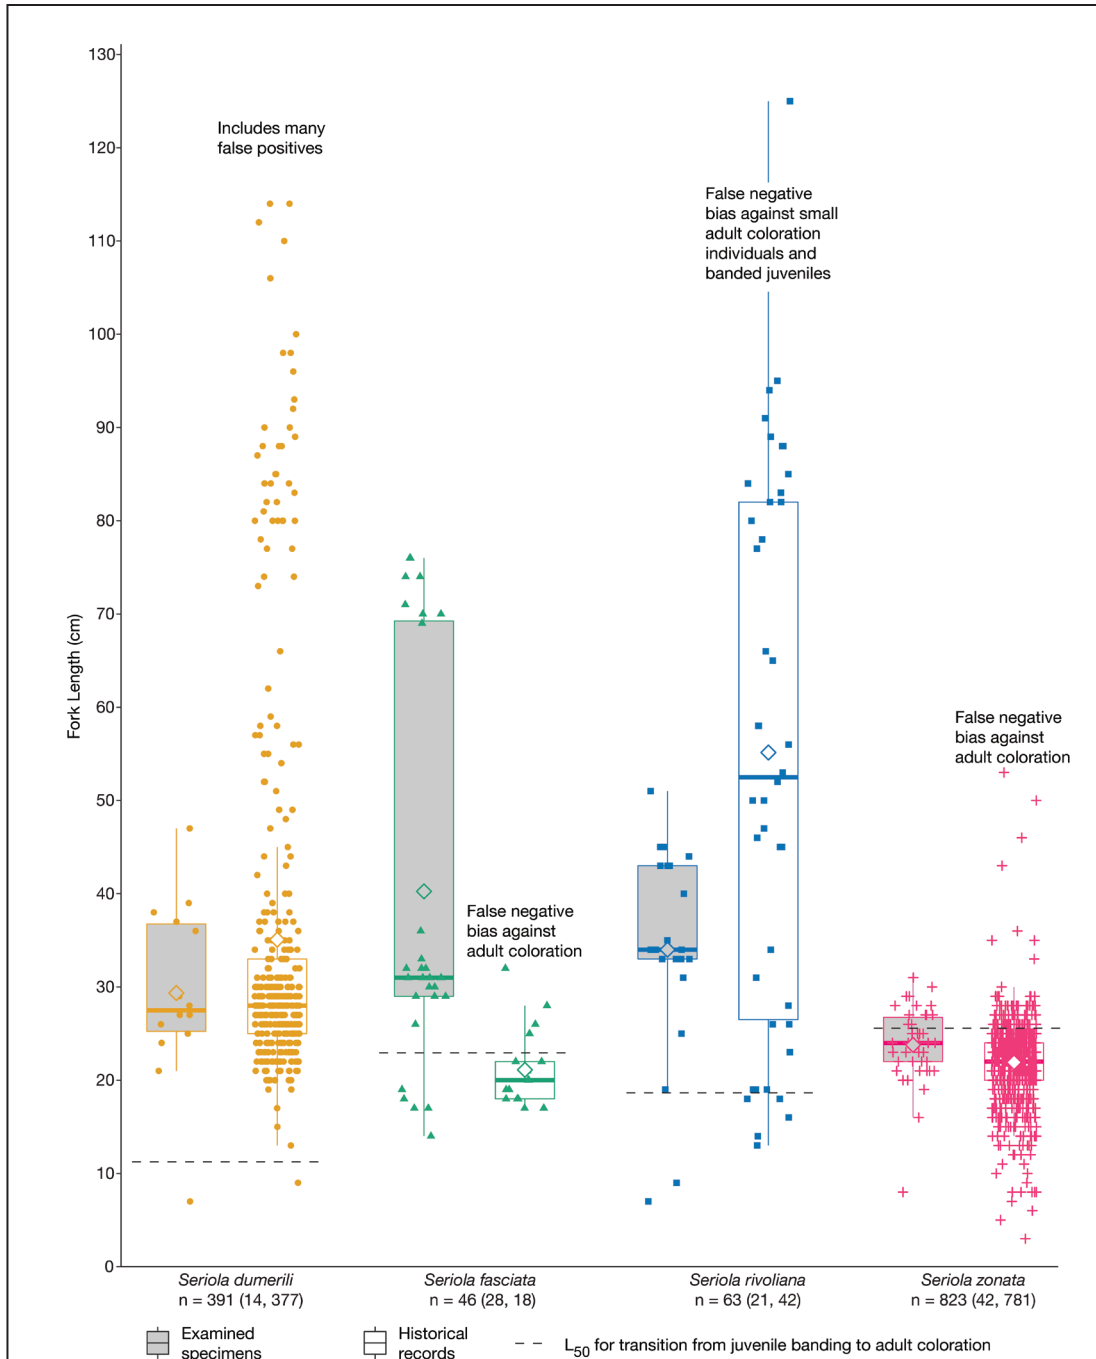 130
120
110
100
90
80
70
60
50
40
30
20
10
0
Fork Length (cm)
Includes many
false positives
False negative
bias against small
adult coloration
individuals and
banded juveniles
False negative
bias against
adult coloration
False negative
bias against
adult coloration
Seriola dumerili
n = 391 (14, 377)
Seriola fasciata
n = 46 (28, 18)
Seriola rivoliana
n = 63 (21, 42)
Seriola zonata
n = 823 (42, 781)
Examined
specimens
Historical
records
L50 for transition from juvenile banding to adult coloration